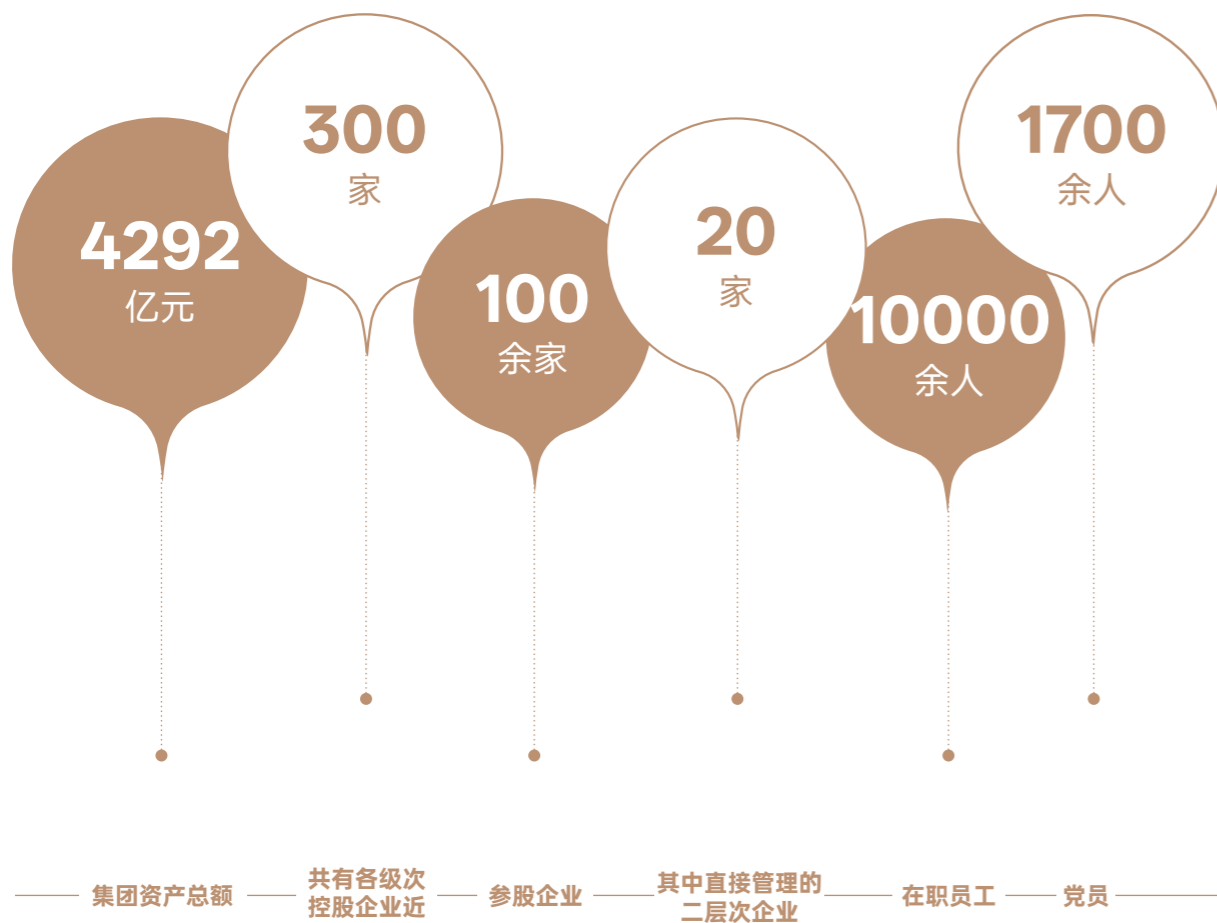 4292
亿元
300
家
100
余家
20
家
10000
余人
1700
余人
集团资产总额
共有各级次
控股企业近
参股企业
其中直接管理的
二层次企业
在职员工
党员